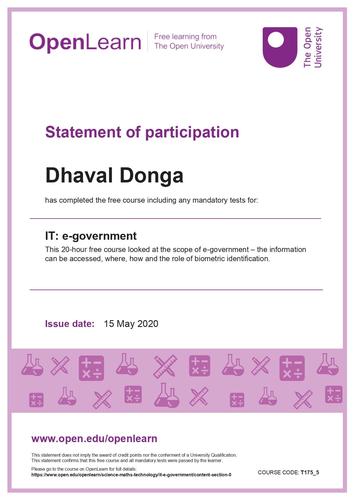 OpenLearn
Free learning from
The Open University
The Open
University
Statement of participation
Dhaval Donga
has completed the free course including any mandatory tests for:
IT: e-government
This 20-hour free course looked at the scope of e-government – the information
can be accessed, where, how and the role of biometric identification.
Issue date: 15 May 2020
www.open.edu/openlearn
This statement does not imply the award of credit points nor the conferment of a University Qualification.
This statement confirms that this free course and all mandatory tests were passed by the learner.
Please go to the course on OpenLearn for full details:
https://www.open.edu/openlearn/science-maths-technology/it-e-government/content-section-0
COURSE CODE: T175_5